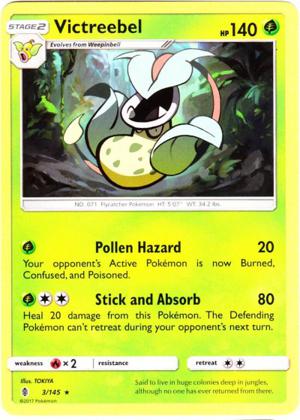 STAGE2 Victreebel HP140
Evolves from Weepinbell
NO. 071 Flycatcher Pokémon HT: 5'07" WT: 34.2 lbs.
Pollen Hazard 20
Your opponent's Active Pokémon is now Burned,
Confused, and Poisoned.
Stick and Absorb 80
Heal 20 damage from this Pokémon. The Defending
Pokémon can't retreat during your opponent's next turn.
weakness ×2 resistance retreat
Illus. TOKIYA
3/145
©2017 Pokémon
Said to live in huge colonies deep in jungles,
although no one has ever returned from there.